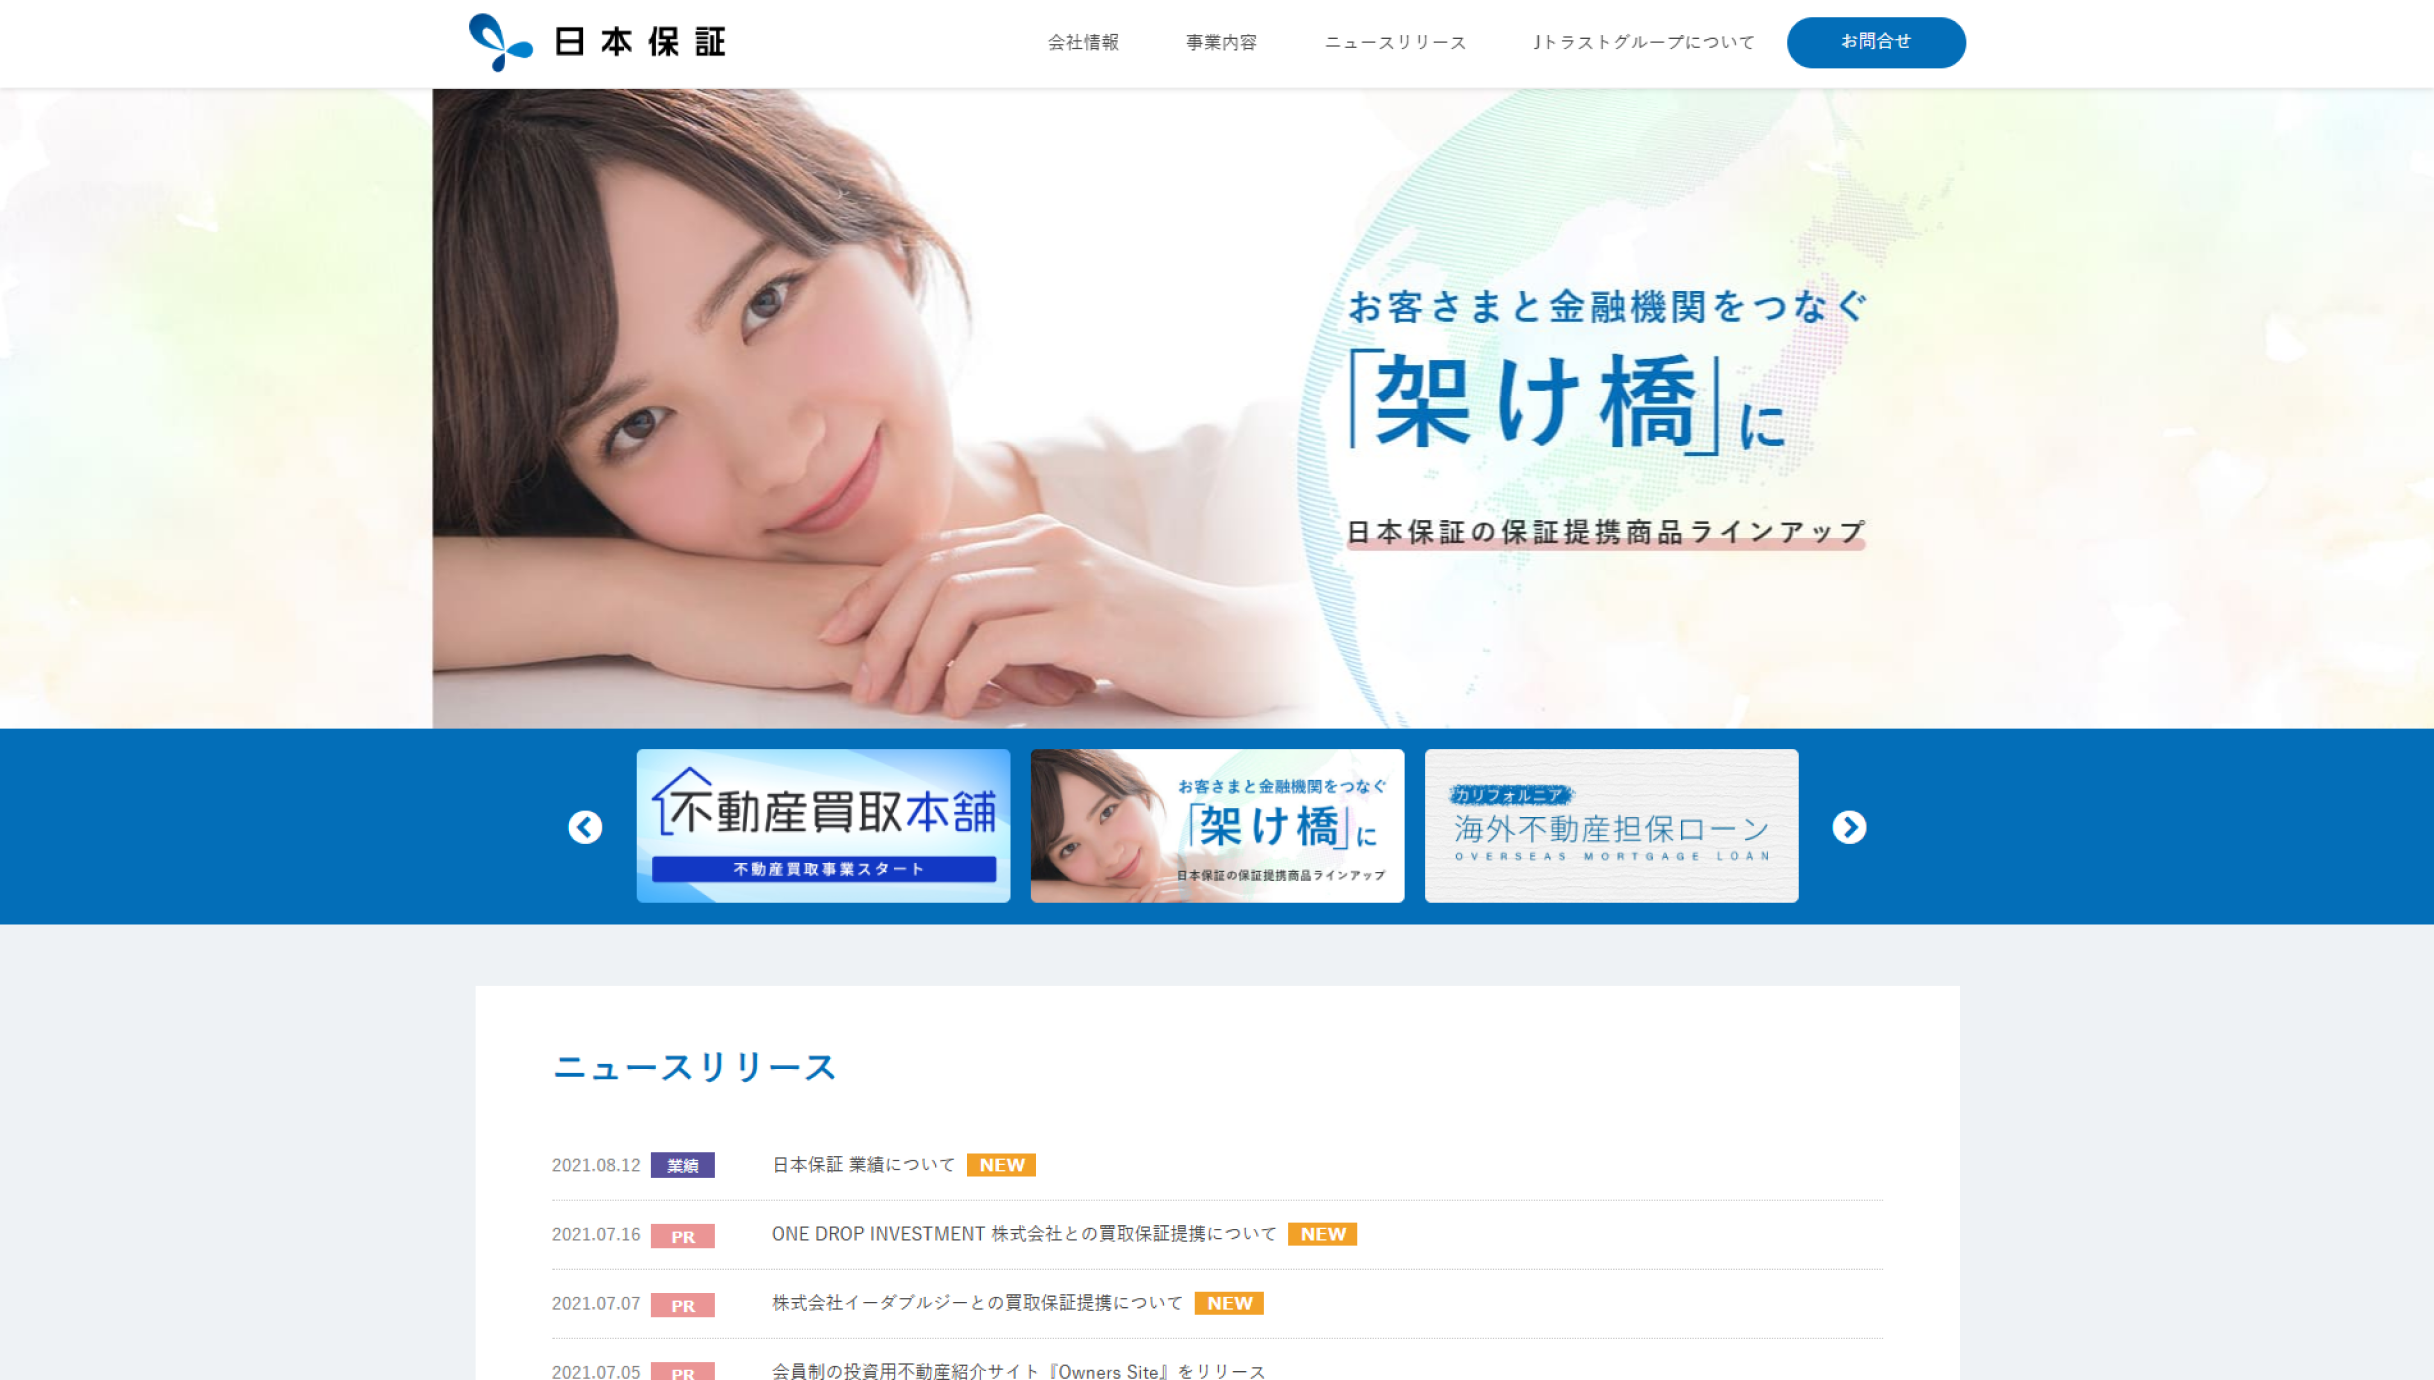 日本保証
会社情報
事業内容
ニュースリリース
Jトラストグループについて
お問合せ
お客さまと金融機関をつなぐ
「架け橋」に
日本保証の保証提携商品ラインアップ
不動産買取本舗
不動産買取事業スタート
お客さまと金融機関をつなぐ
「架け橋」に
日本保証の保証提携商品ラインアップ
カリフォルニア
海外不動産担保ローン
OVERSEAS MORTGAGE LOAN
ニュースリリース
2021.08.12 業績 日本保証 業績について NEW
2021.07.16 PR ONE DROP INVESTMENT 株式会社との買取保証提携について NEW
2021.07.07 PR 株式会社イーダブルジーとの買取保証提携について NEW
2021.07.05 PR 会員制の投資用不動産紹介サイト『Owners Site』をリリース